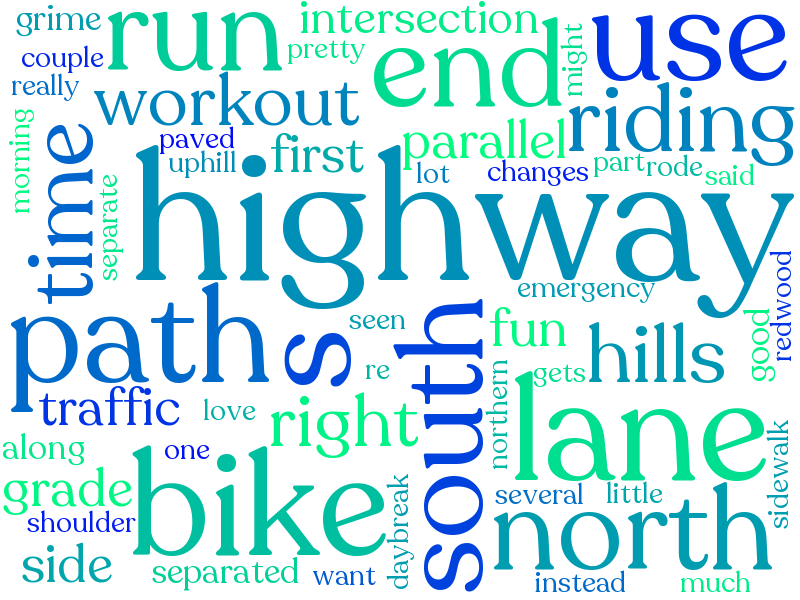 grime
run
intersection
use
couple
pretty
end
might
really
workout
riding
morning
time
paved
first
parallel
uphill
lot
changes
part
rode
said
separate
highway
emergency
redwood
path
s
seen
south
fun
hills
good
re
gets
traffic
love
right
northern
lane
along
one
bike
sidewalk
grade
daybreak
several
little
shoulder
north
side
separated
want
instead
much